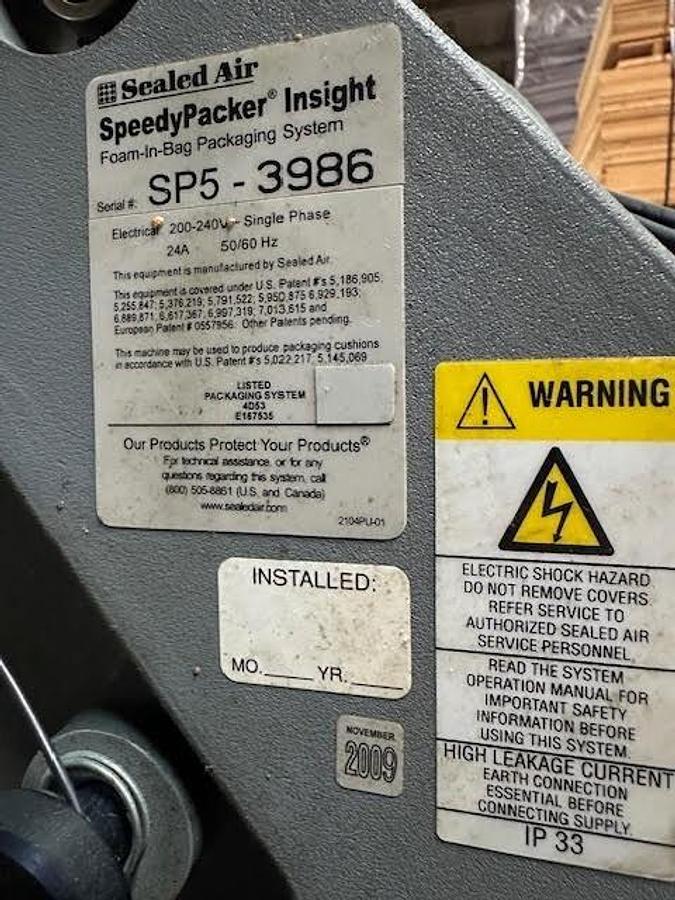 Sealed Air
SpeedyPacker® Insight
Foam-In-Bag Packaging System
Serial #: SP5 - 3986
Electrical 200-240V~ Single Phase
24A 50/60 Hz
This equipment is manufactured by Sealed Air.
This equipment is covered under U.S. Patent #'s 5,186,905;
5,255,847; 5,376,219; 5,791,522; 5,950,875 6,929,193;
6,889,871; 6,617,367; 6,997,319; 7,013,615 and
European Patent # 0557956. Other Patents pending.
This machine may be used to produce packaging cushions
in accordance with U.S. Patent #'s 5,022,217; 5,145,069
LISTED
PACKAGING SYSTEM
4D53
E167535
Our Products Protect Your Products®
For technical assistance, or for any
questions regarding this system, call
(800) 505-8861 (U.S. and Canada)
www.sealedair.com
2104PLI-01
WARNING
ELECTRIC SHOCK HAZARD.
DO NOT REMOVE COVERS.
REFER SERVICE TO
AUTHORIZED SEALED AIR
SERVICE PERSONNEL.
READ THE SYSTEM
OPERATION MANUAL FOR
IMPORTANT SAFETY
INFORMATION BEFORE
USING THIS SYSTEM.
HIGH LEAKAGE CURRENT
EARTH CONNECTION
ESSENTIAL BEFORE
CONNECTING SUPPLY.
IP 33
INSTALLED:
MO.____ YR.____
NOVEMBER
2009